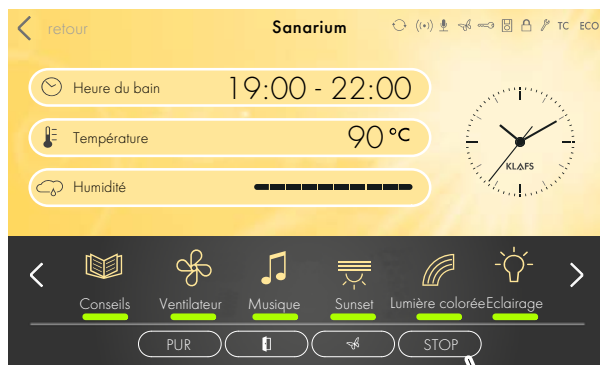 retour
Sanarium
TC ECO
Heure du bain 19:00 - 22:00
Température 90 °C
KLAFS
Humidité
Conseils Ventilateur Musique Sunset Lumière colorée Eclairage
PUR STOP